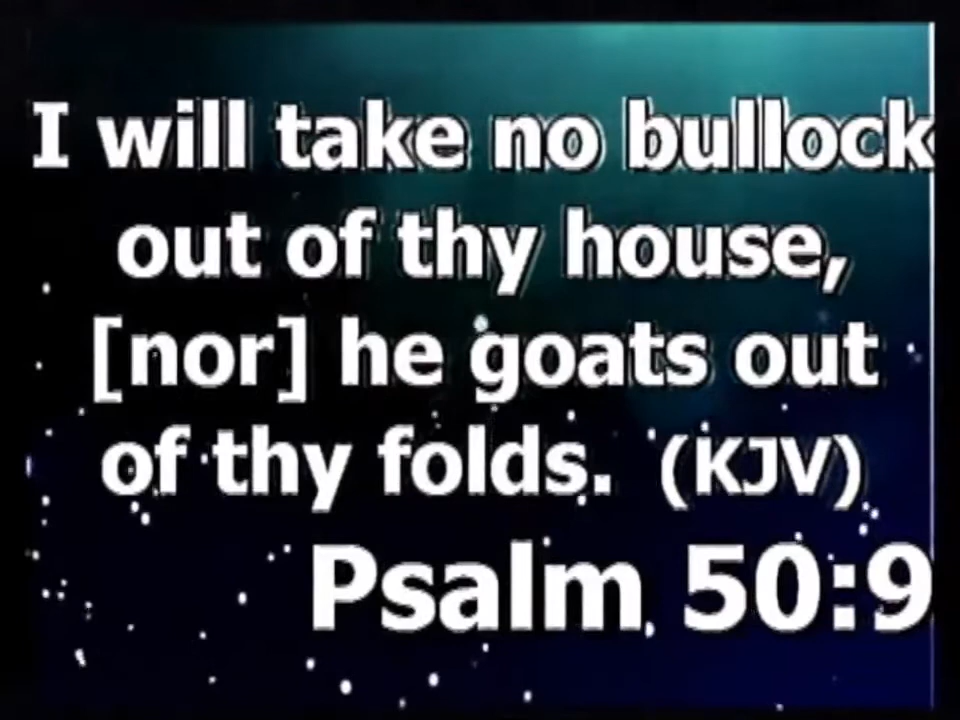 I will take no bullock
out of thy house,
[nor] he goats out
of thy folds. (KJV)
Psalm 50:9